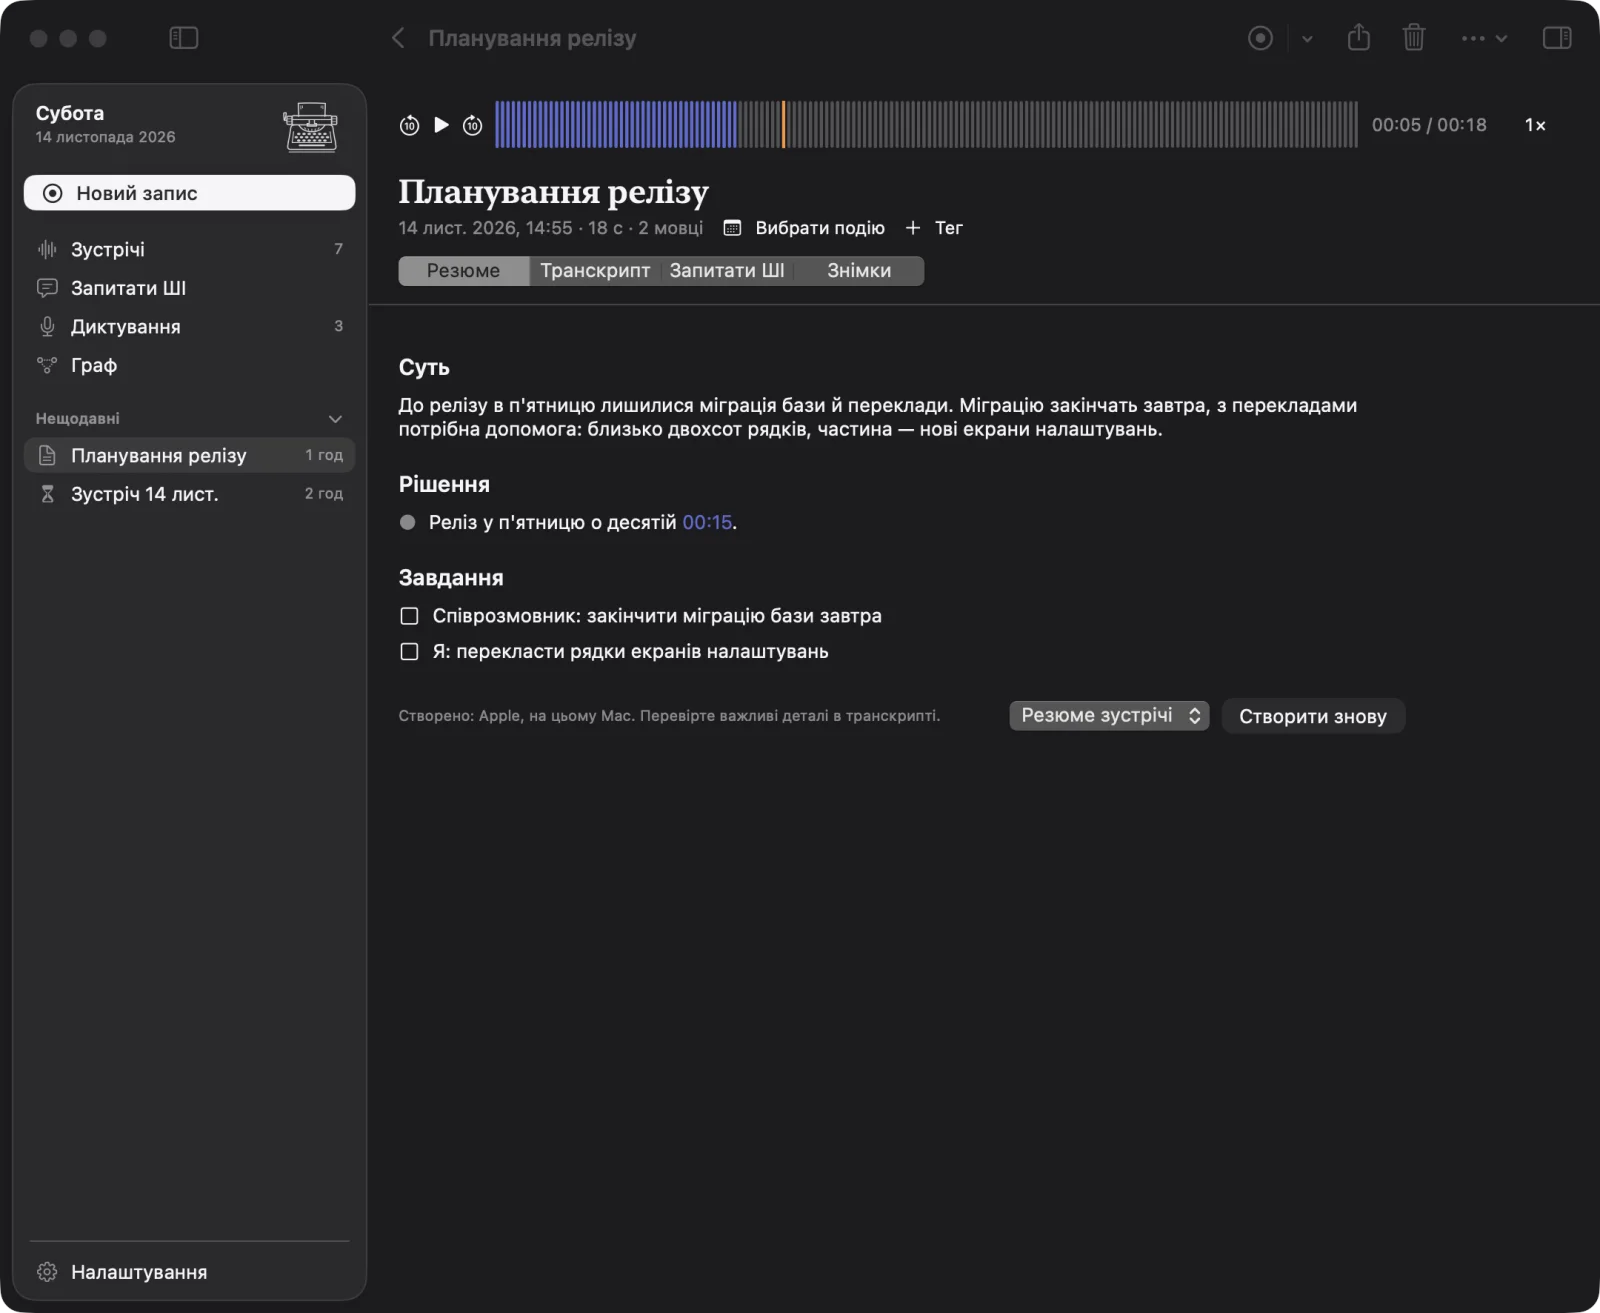 Планування релізу
Субота
14 листопада 2026
Новий запис
Зустрічі 7
Запитати ШІ
Диктування 3
Граф
Нещодавні
Планування релізу 1 год
Зустріч 14 лист. 2 год
Налаштування
10 10 00:05 / 00:18 1×
Планування релізу
14 лист. 2026, 14:55 · 18 с · 2 мовці Вибрати подію + Тег
Резюме Транскрипт Запитати ШІ Знімки
Суть
До релізу в п'ятницю лишилися міграція бази й переклади. Міграцію закінчать завтра, з перекладами
потрібна допомога: близько двохсот рядків, частина — нові екрани налаштувань.
Рішення
Реліз у п'ятницю о десятій 00:15.
Завдання
Співрозмовник: закінчити міграцію бази завтра
Я: перекласти рядки екранів налаштувань
Створено: Apple, на цьому Mac. Перевірте важливі деталі в транскрипті. Резюме зустрічі Створити знову